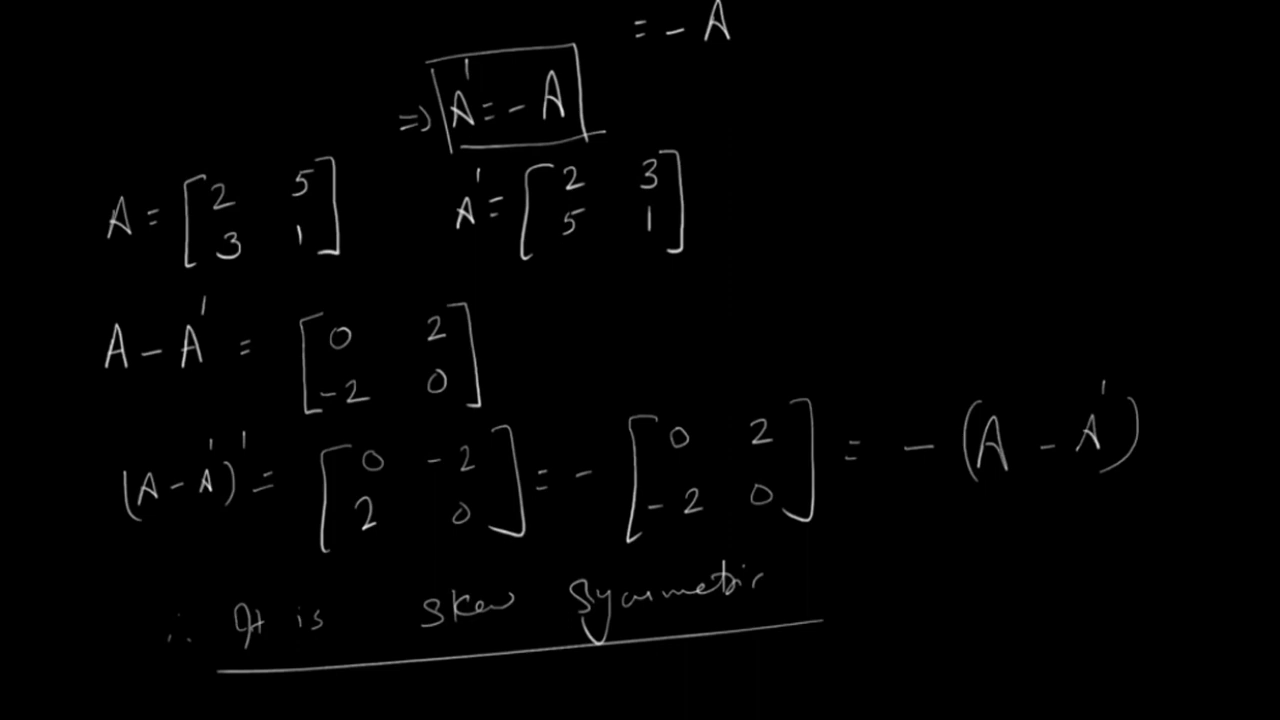 = - A
⇒ A' = - A
A = [2 5; 3 1] A' = [2 3; 5 1]
A - A' = [0 2; -2 0]
(A - A')' = [0 -2; 2 0] = - [0 2; -2 0] = - (A - A')
∴ It is skew symmetric